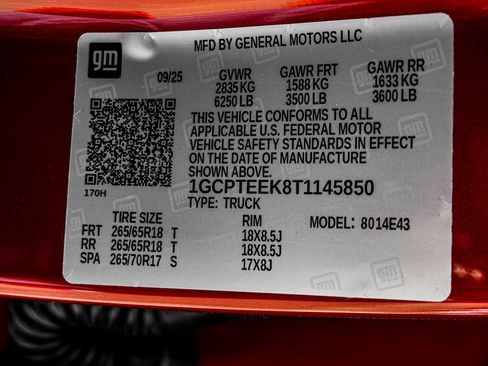 gm
MFD BY GENERAL MOTORS LLC
09/25 GVWR GAWR FRT GAWR RR
2835 KG 1588 KG 1633 KG
6250 LB 3500 LB 3600 LB
THIS VEHICLE CONFORMS TO ALL
APPLICABLE U.S. FEDERAL MOTOR
VEHICLE SAFETY STANDARDS IN EFFECT
ON THE DATE OF MANUFACTURE
SHOWN ABOVE.
170H
1GCPTEEK8T1145850
TYPE: TRUCK
TIRE SIZE RIM MODEL: 8014E43
FRT 265/65R18 T 18X8.5J
RR 265/65R18 T 18X8.5J
SPA 265/70R17 S 17X8J